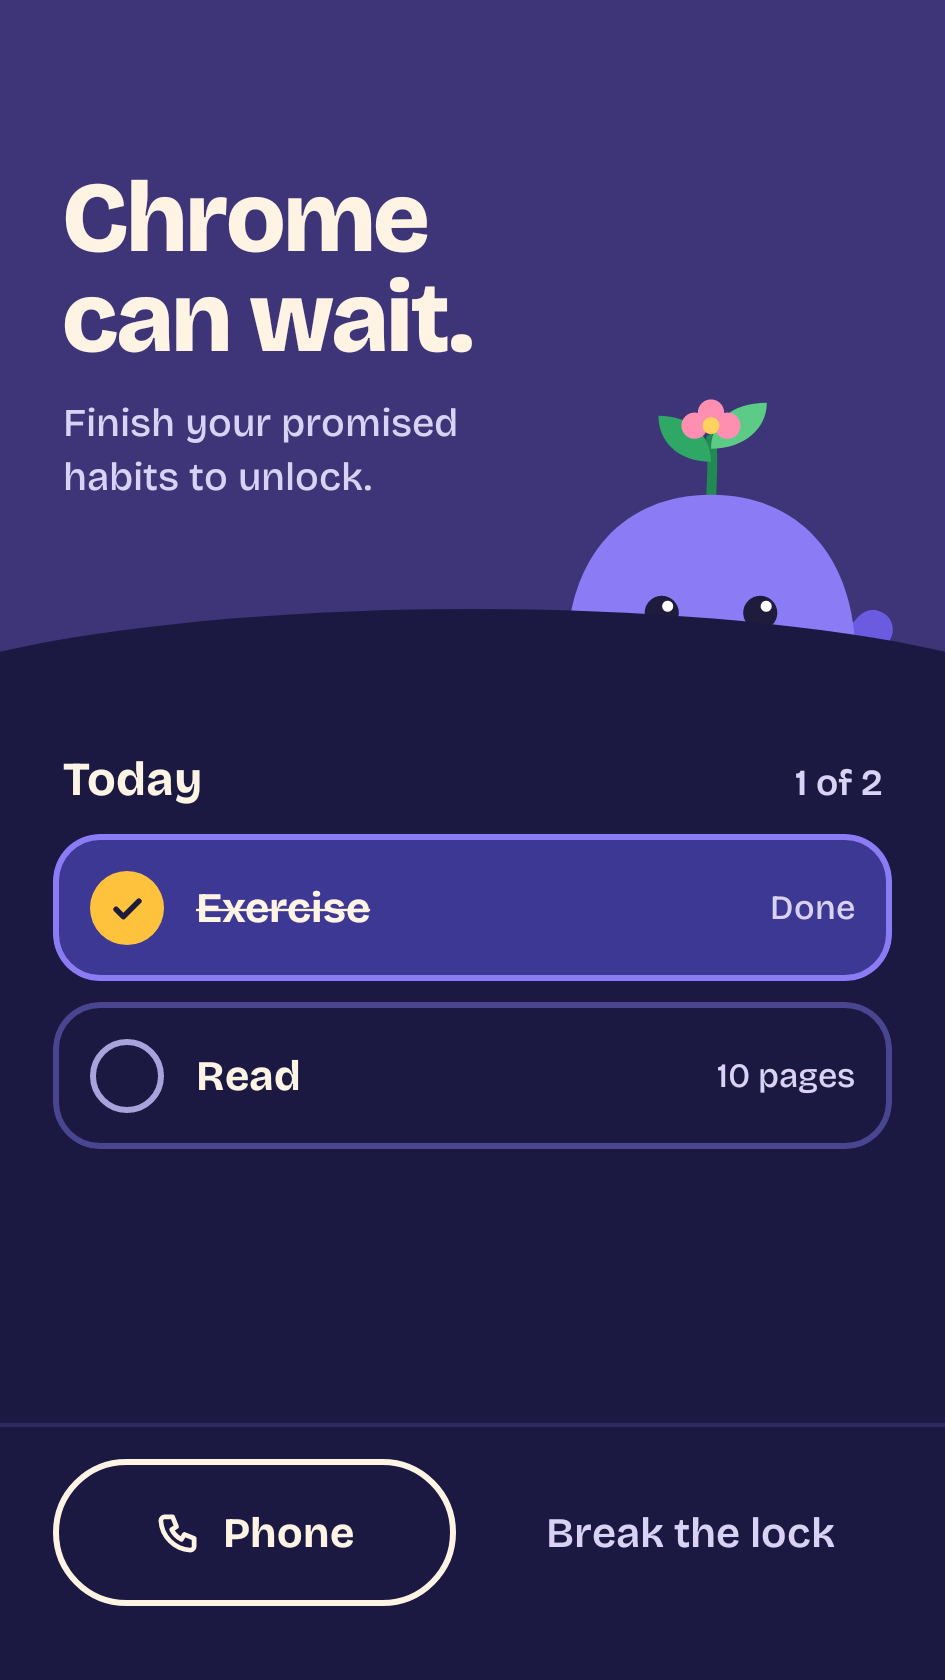 Chrome
can wait.
Finish your promised
habits to unlock.
Today
1 of 2
Exercise
Done
Read
10 pages
Phone
Break the lock